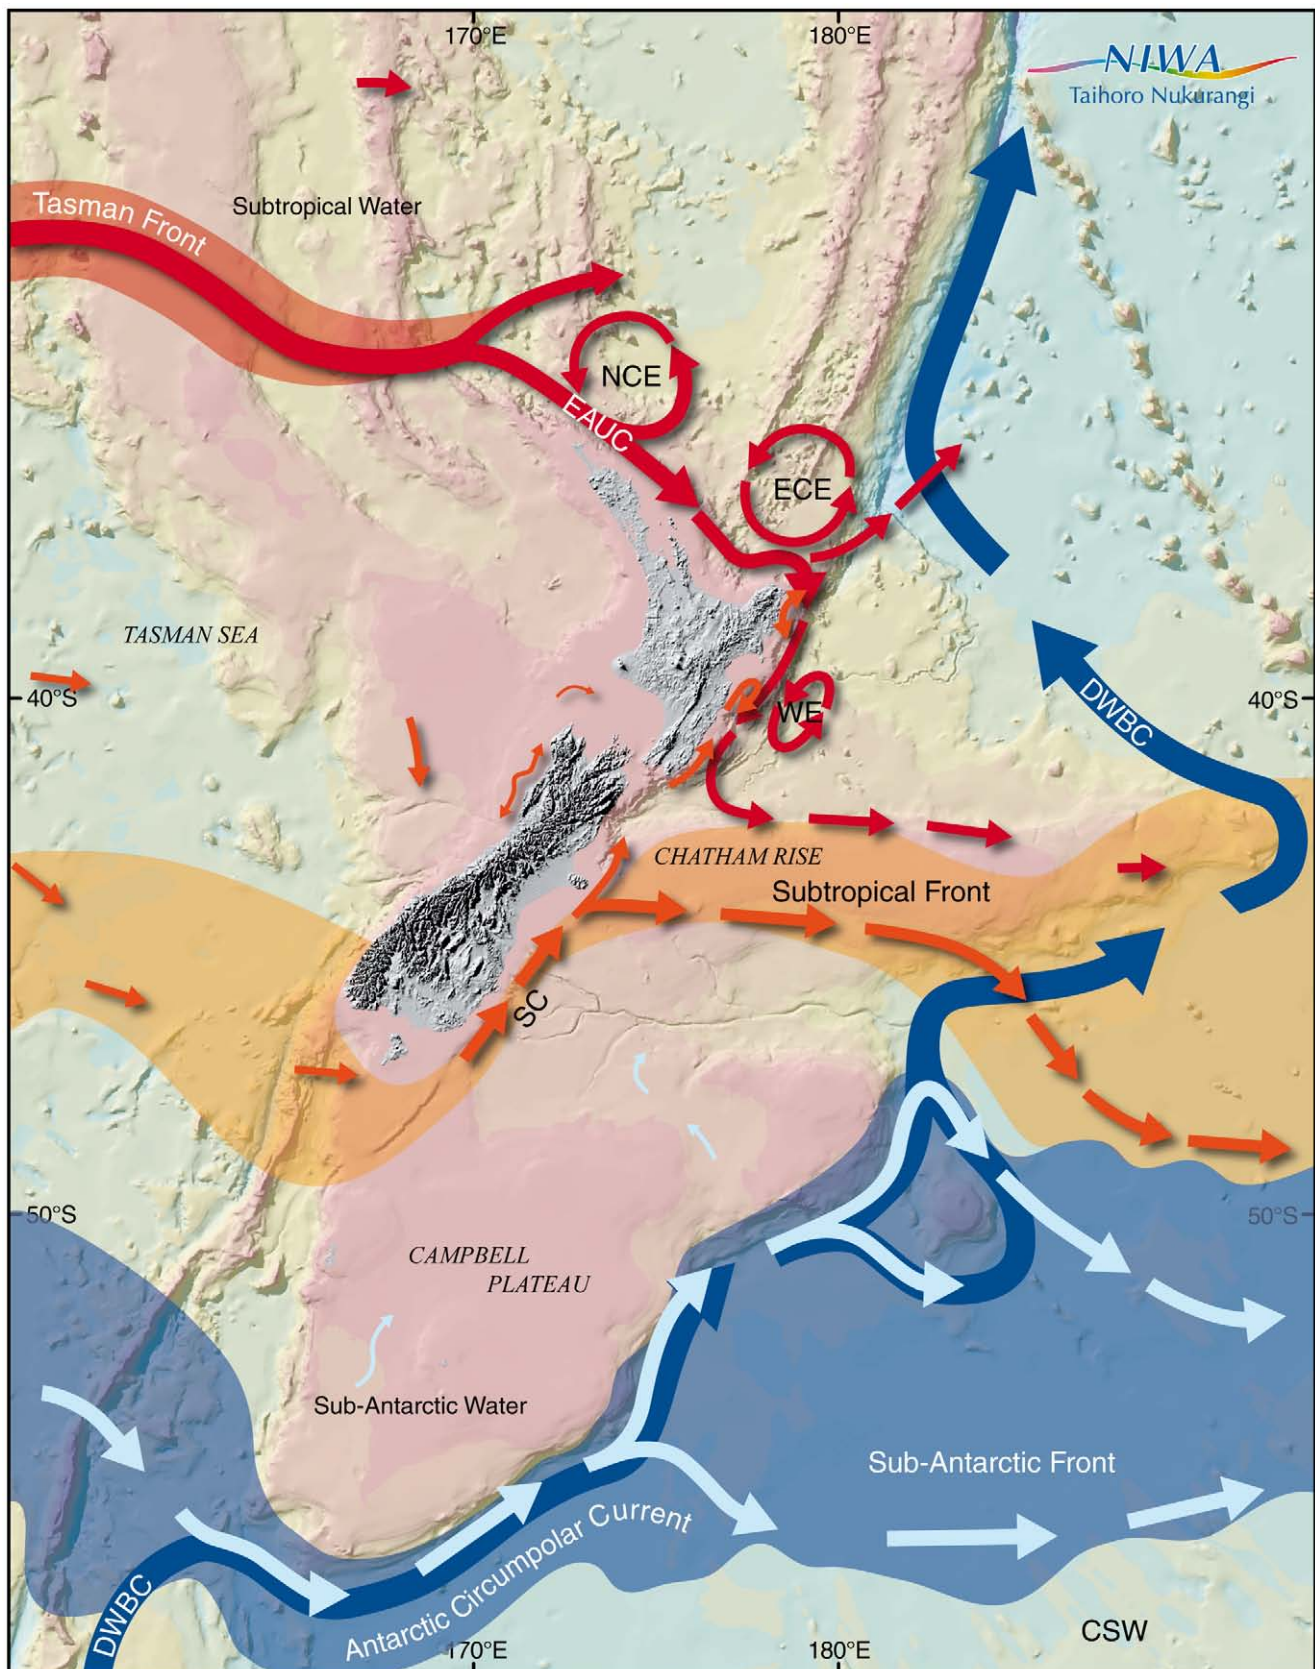 170°E
180°E
NIWA
Taihoro Nukurangi
Tasman Front
Subtropical Water
NCE
EAUC
ECE
TASMAN SEA
40°S
40°S
WE
DWBC
CHATHAM RISE
Subtropical Front
SC
50°S
50°S
CAMPBELL
PLATEAU
Sub-Antarctic Water
Sub-Antarctic Front
Antarctic Circumpolar Current
DWBC
CSW
170°E
180°E